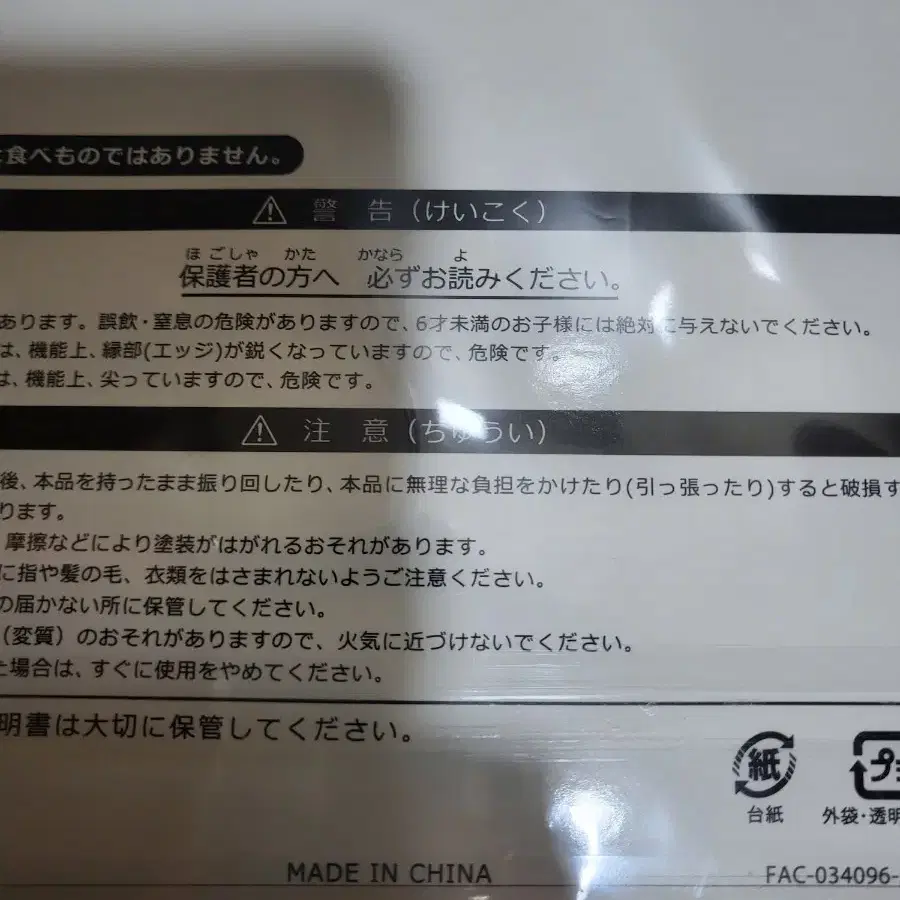 食べものではありません。
警 告（けいこく）
ほごしゃ かた かなら よ
保護者の方へ 必ずお読みください。
あります。誤飲・窒息の危険がありますので、6才未満のお子様には絶対に与えないでください。
は、機能上、縁部(エッジ)が鋭くなっていますので、危険です。
は、機能上、尖っていますので、危険です。
注 意（ちゅうい）
後、本品を持ったまま振り回したり、本品に無理な負担をかけたり(引っ張ったり)すると破損す
ります。
摩擦などにより塗装がはがれるおそれがあります。
に指や髪の毛、衣類をはさまれないようご注意ください。
の届かない所に保管してください。
（変質）のおそれがありますので、火気に近づけないでください。
た場合は、すぐに使用をやめてください。
明書は大切に保管してください。
紙 プ
台紙 外袋・透明
MADE IN CHINA FAC-034096-